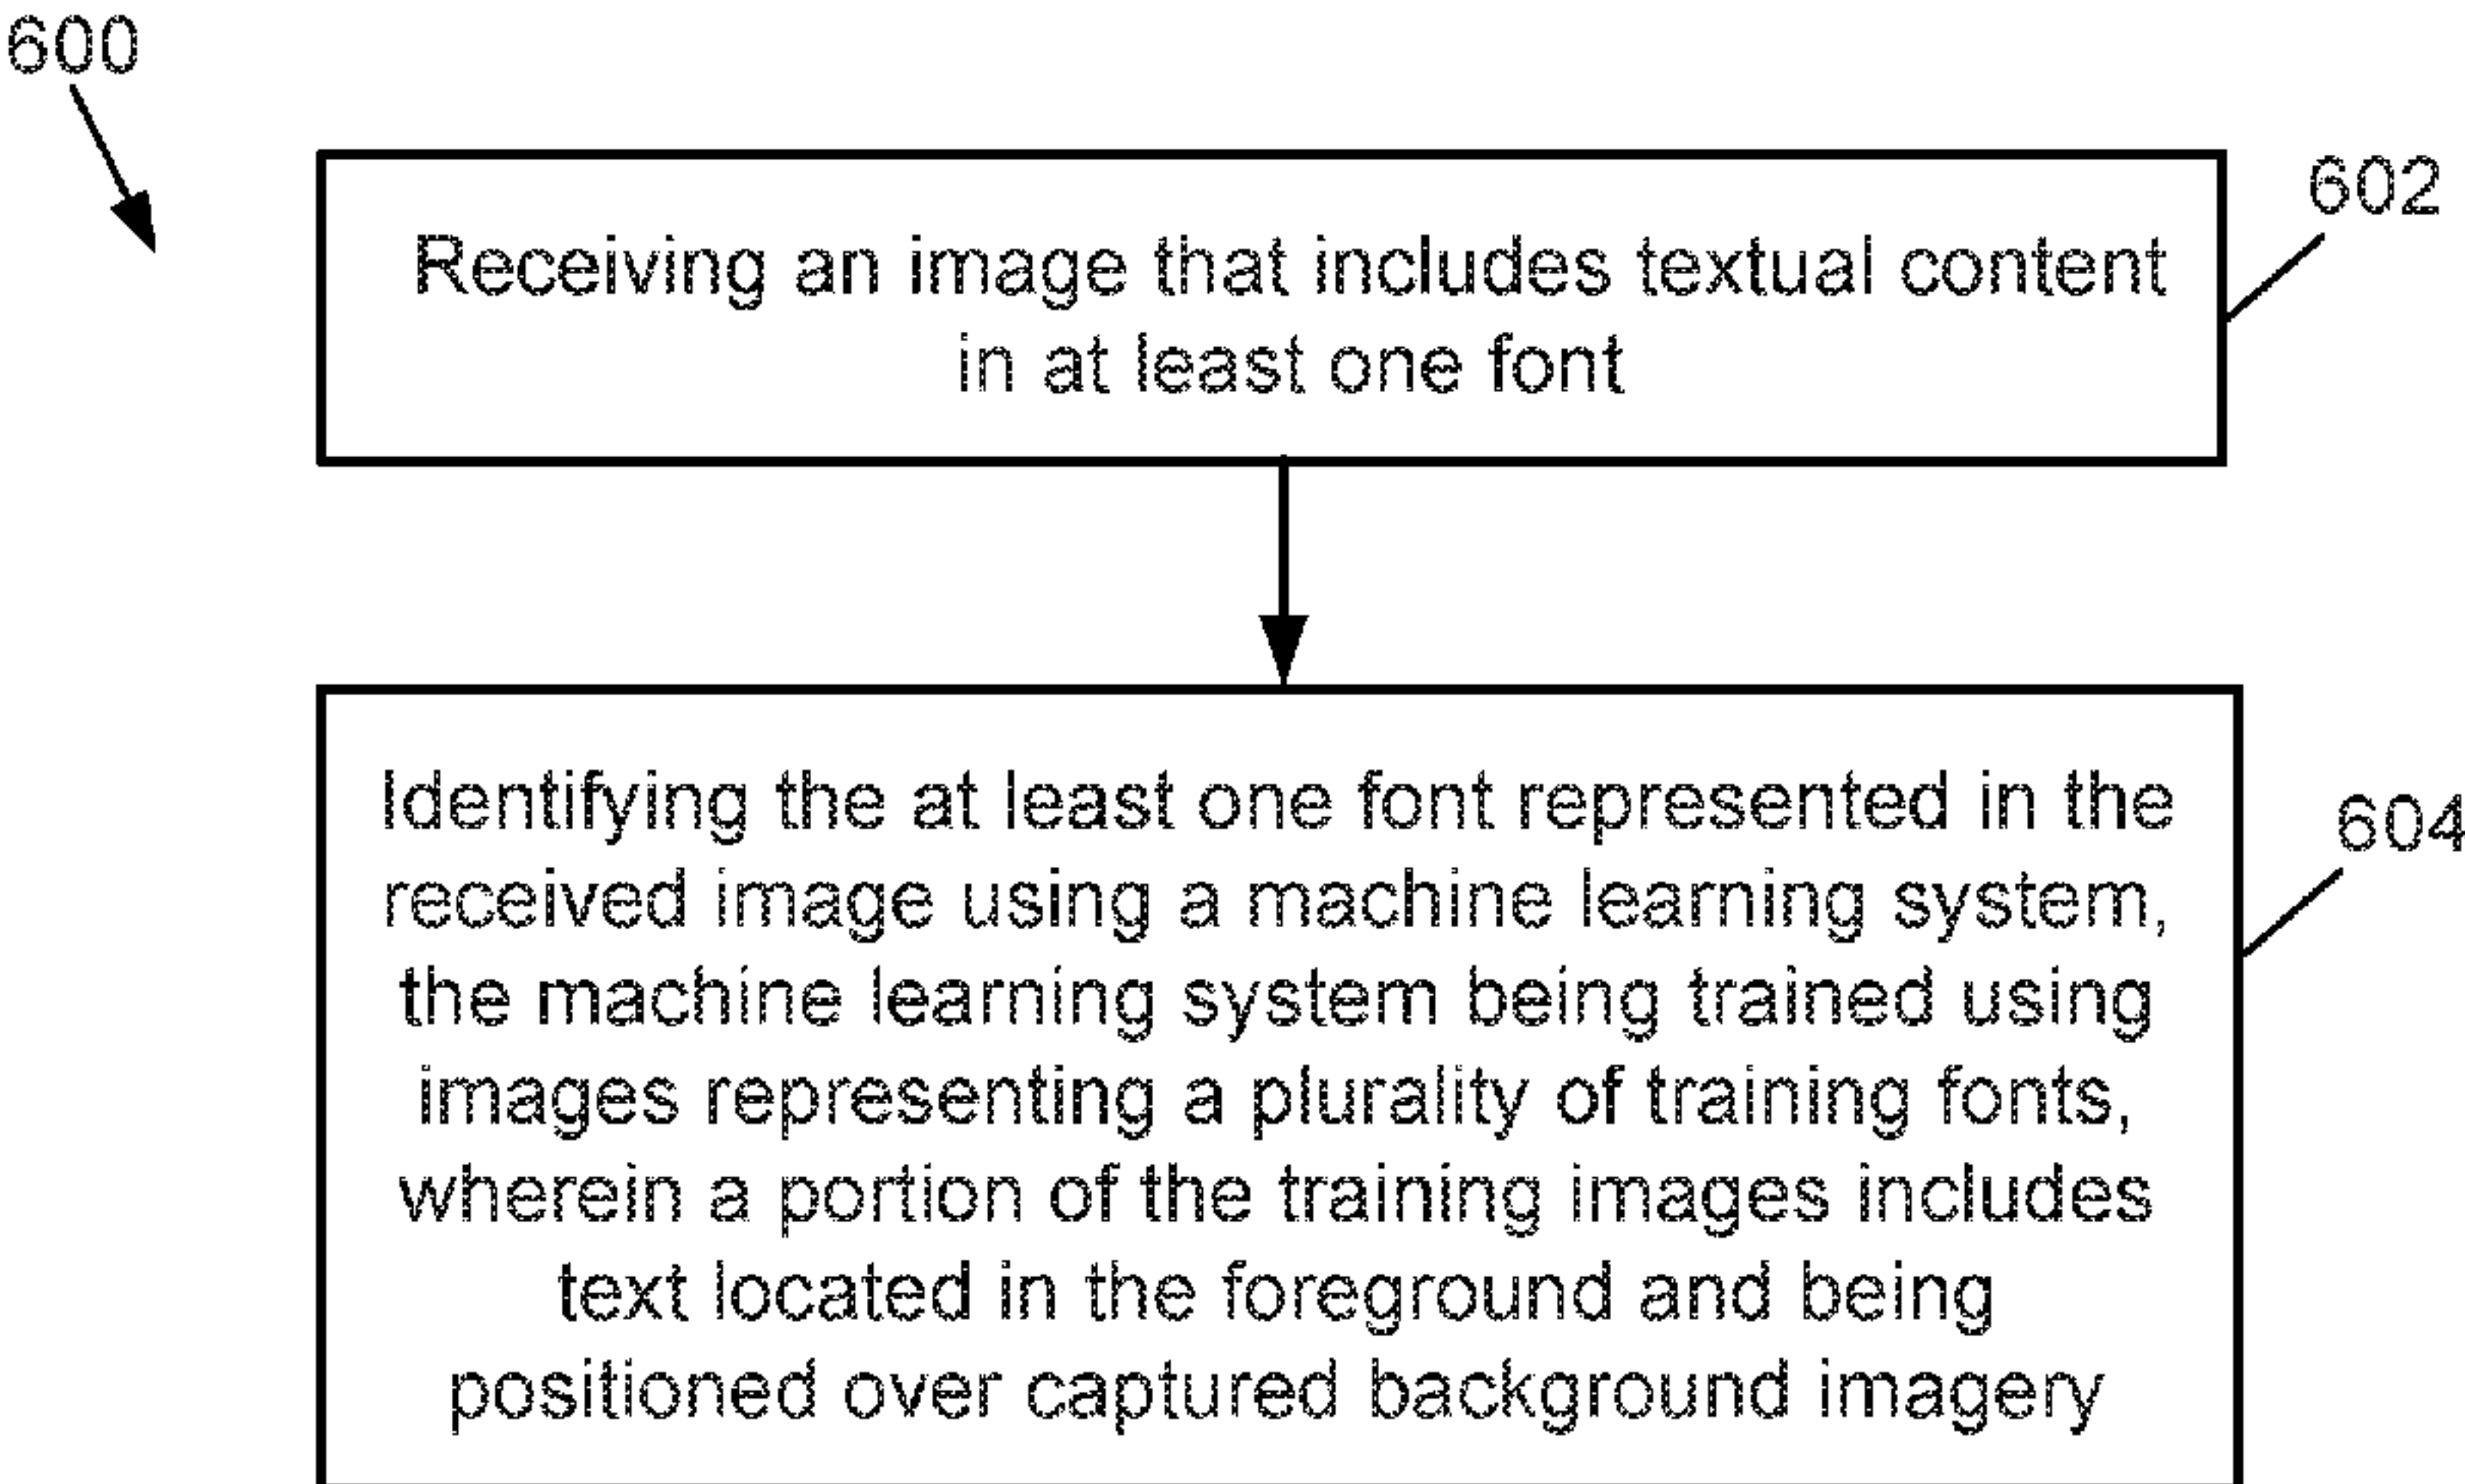 600
602
Receiving an image that includes textual content
in at least one font
604
Identifying the at least one font represented in the
received image using a machine learning system,
the machine learning system being trained using
images representing a plurality of training fonts,
wherein a portion of the training images includes
text located in the foreground and being
positioned over captured background imagery